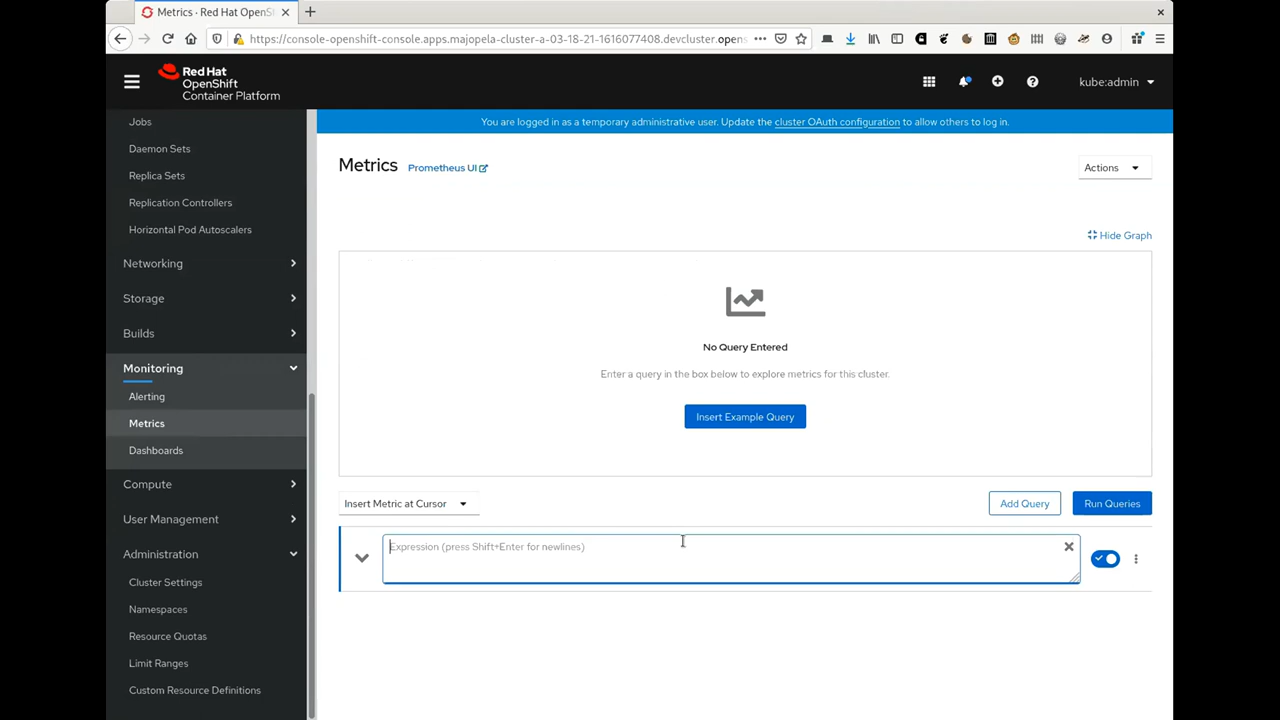 Metrics · Red Hat OpenShi
https://console-openshift-console.apps.majopela-cluster-a-03-18-21-1616077408.devcluster.opens
Red Hat
OpenShift
Container Platform
kube:admin
You are logged in as a temporary administrative user. Update the cluster OAuth configuration to allow others to log in.
Jobs
Daemon Sets
Replica Sets
Replication Controllers
Horizontal Pod Autoscalers
Networking
Storage
Builds
Monitoring
Alerting
Metrics
Dashboards
Compute
User Management
Administration
Cluster Settings
Namespaces
Resource Quotas
Limit Ranges
Custom Resource Definitions
Metrics
Prometheus UI
Actions
Hide Graph
No Query Entered
Enter a query in the box below to explore metrics for this cluster.
Insert Example Query
Insert Metric at Cursor
Add Query
Run Queries
Expression (press Shift+Enter for newlines)